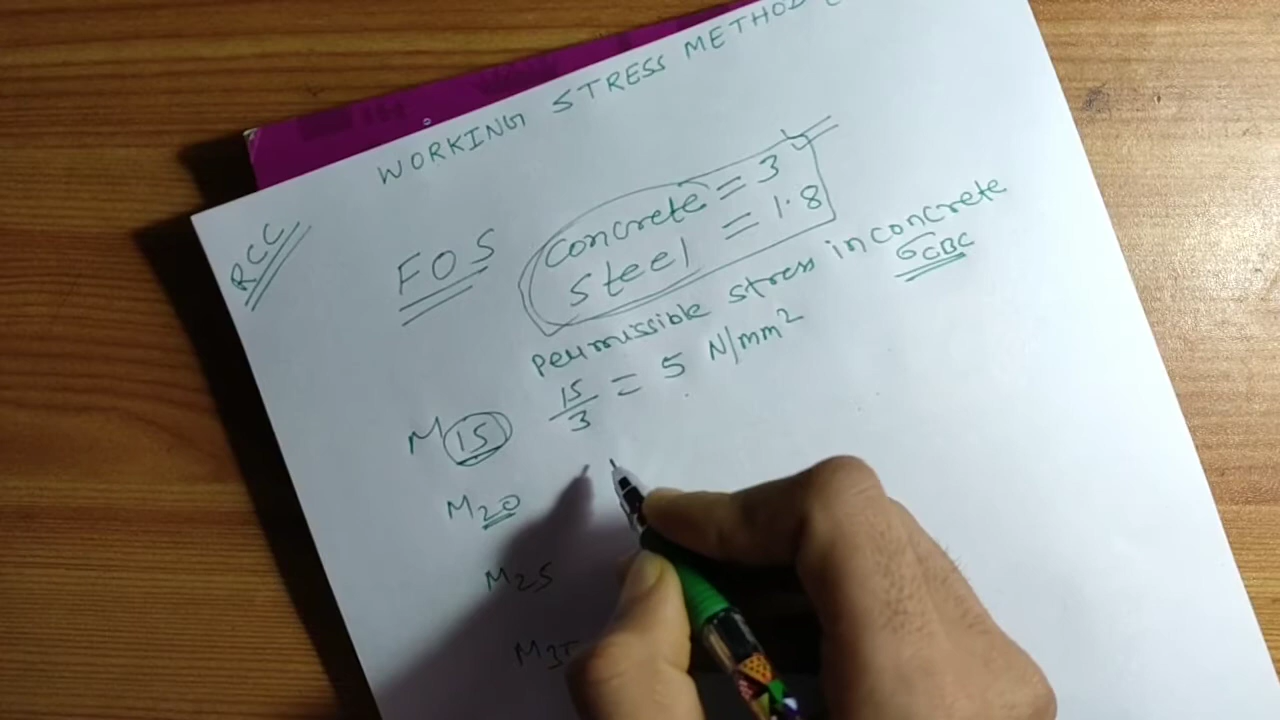 WORKING STRESS METHOD (
RCC
FOS
concrete = 3
steel = 1.8
Permissible stress in concrete
σCBC
M15 15/3 = 5 N/mm²
M20
M25